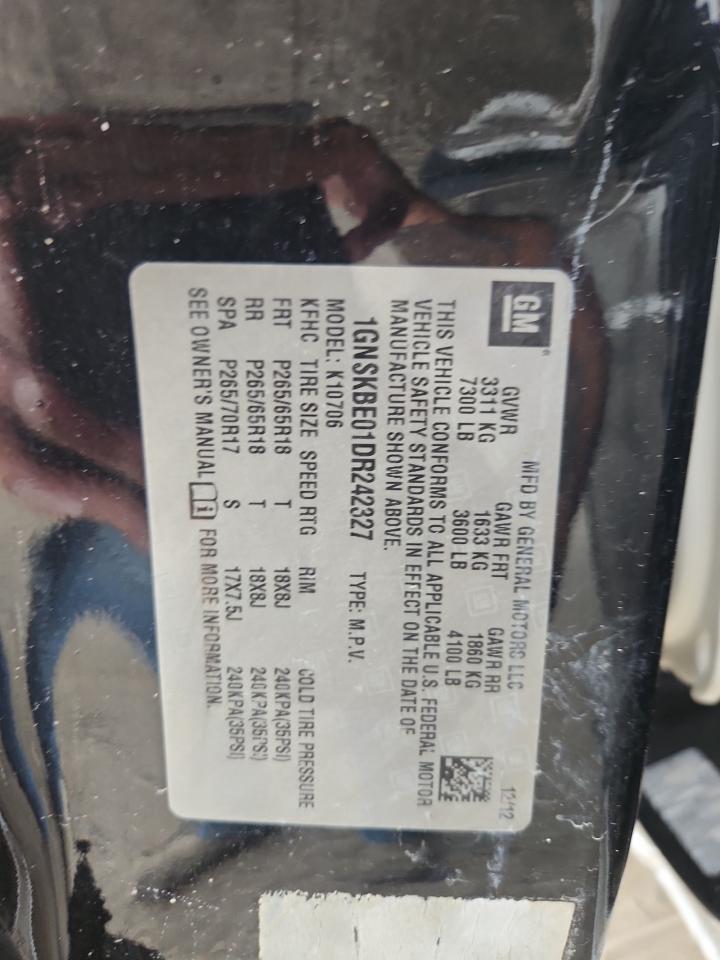 GM®
MFD BY GENERAL MOTORS LLC 12/12
GVWR GAWR FRT GAWR RR
3311 KG 1633 KG 1860 KG
7300 LB 3600 LB 4100 LB
THIS VEHICLE CONFORMS TO ALL APPLICABLE U.S. FEDERAL MOTOR
VEHICLE SAFETY STANDARDS IN EFFECT ON THE DATE OF
MANUFACTURE SHOWN ABOVE.
1GNSKBE01DR242327 TYPE: M.P.V.
MODEL: K10706
KFHC TIRE SIZE SPEED RTG RIM COLD TIRE PRESSURE
FRT P265/65R18 T 18X8J 240KPA(35PSI)
RR P265/65R18 T 18X8J 240KPA(35PSI)
SPA P265/70R17 S 17X7.5J 240KPA(35PSI)
SEE OWNER'S MANUAL FOR MORE INFORMATION.